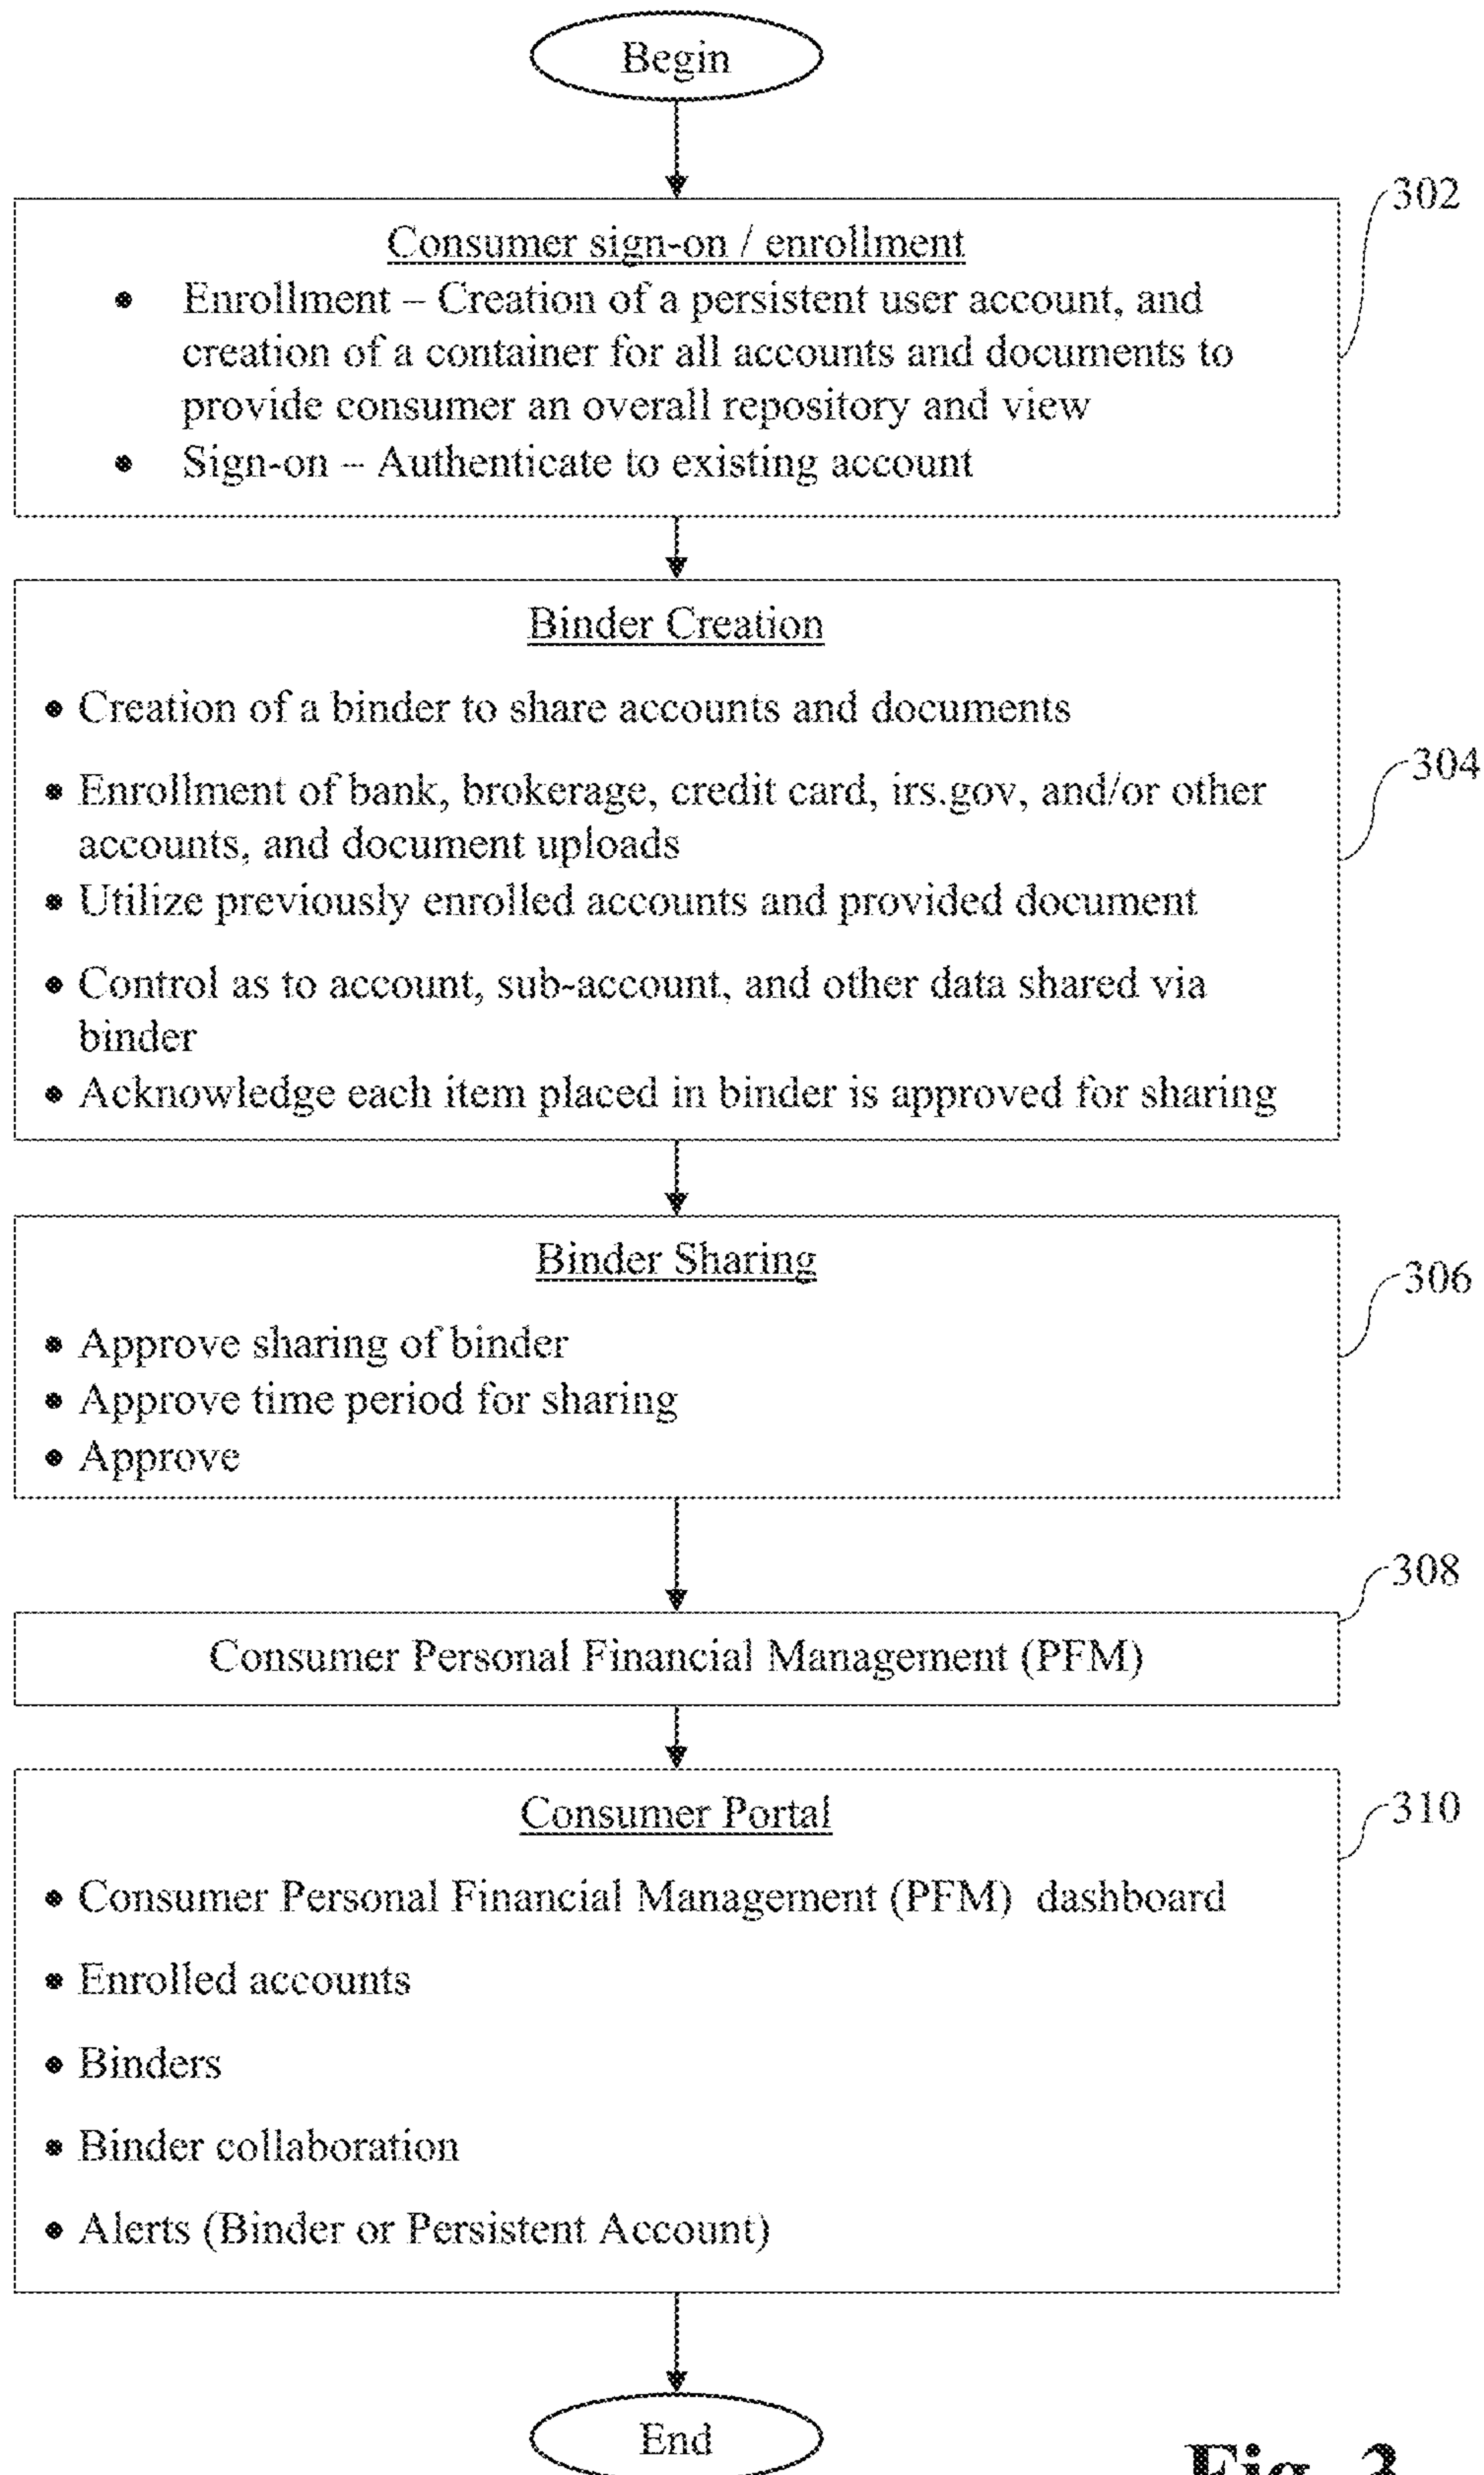 Begin
302
Consumer sign-on / enrollment
• Enrollment – Creation of a persistent user account, and
creation of a container for all accounts and documents to
provide consumer an overall repository and view
• Sign-on – Authenticate to existing account
Binder Creation
• Creation of a binder to share accounts and documents
304
• Enrollment of bank, brokerage, credit card, irs.gov, and/or other
accounts, and document uploads
• Utilize previously enrolled accounts and provided document
• Control as to account, sub-account, and other data shared via
binder
• Acknowledge each item placed in binder is approved for sharing
Binder Sharing
306
• Approve sharing of binder
• Approve time period for sharing
• Approve
308
Consumer Personal Financial Management (PFM)
Consumer Portal
310
• Consumer Personal Financial Management (PFM) dashboard
• Enrolled accounts
• Binders
• Binder collaboration
• Alerts (Binder or Persistent Account)
End
Fig. 3